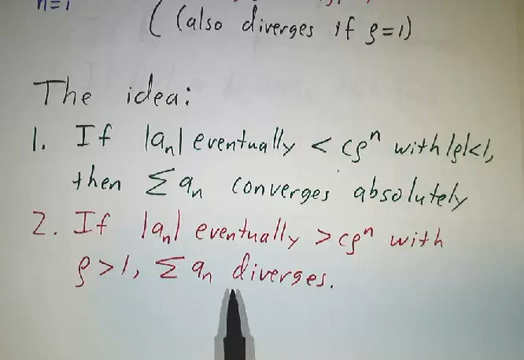 n=1
(also diverges if ρ=1)
The idea:
1. If |aₙ| eventually < cρⁿ with |ρ|<1,
then Σ aₙ converges absolutely
2. If |aₙ| eventually > cρⁿ with
ρ>1, Σ aₙ diverges.